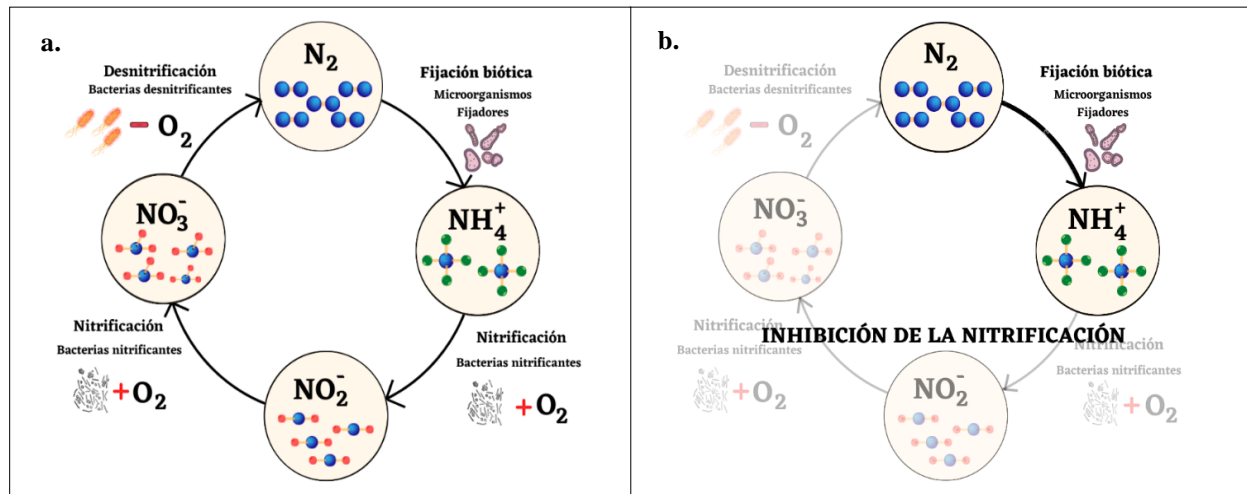 a.
N₂
Desnitrificación
Bacterias desnitrificantes
− O₂
Fijación biótica
Microorganismos
Fijadores
NO₃⁻
NH₄⁺
Nitrificación
Bacterias nitrificantes
+ O₂
Nitrificación
Bacterias nitrificantes
+ O₂
NO₂⁻
b.
N₂
Desnitrificación
Bacterias desnitrificantes
− O₂
Fijación biótica
Microorganismos
Fijadores
NO₃⁻
NH₄⁺
INHIBICIÓN DE LA NITRIFICACIÓN
Nitrificación
Bacterias nitrificantes
+ O₂
Nitrificación
Bacterias nitrificantes
+ O₂
NO₂⁻